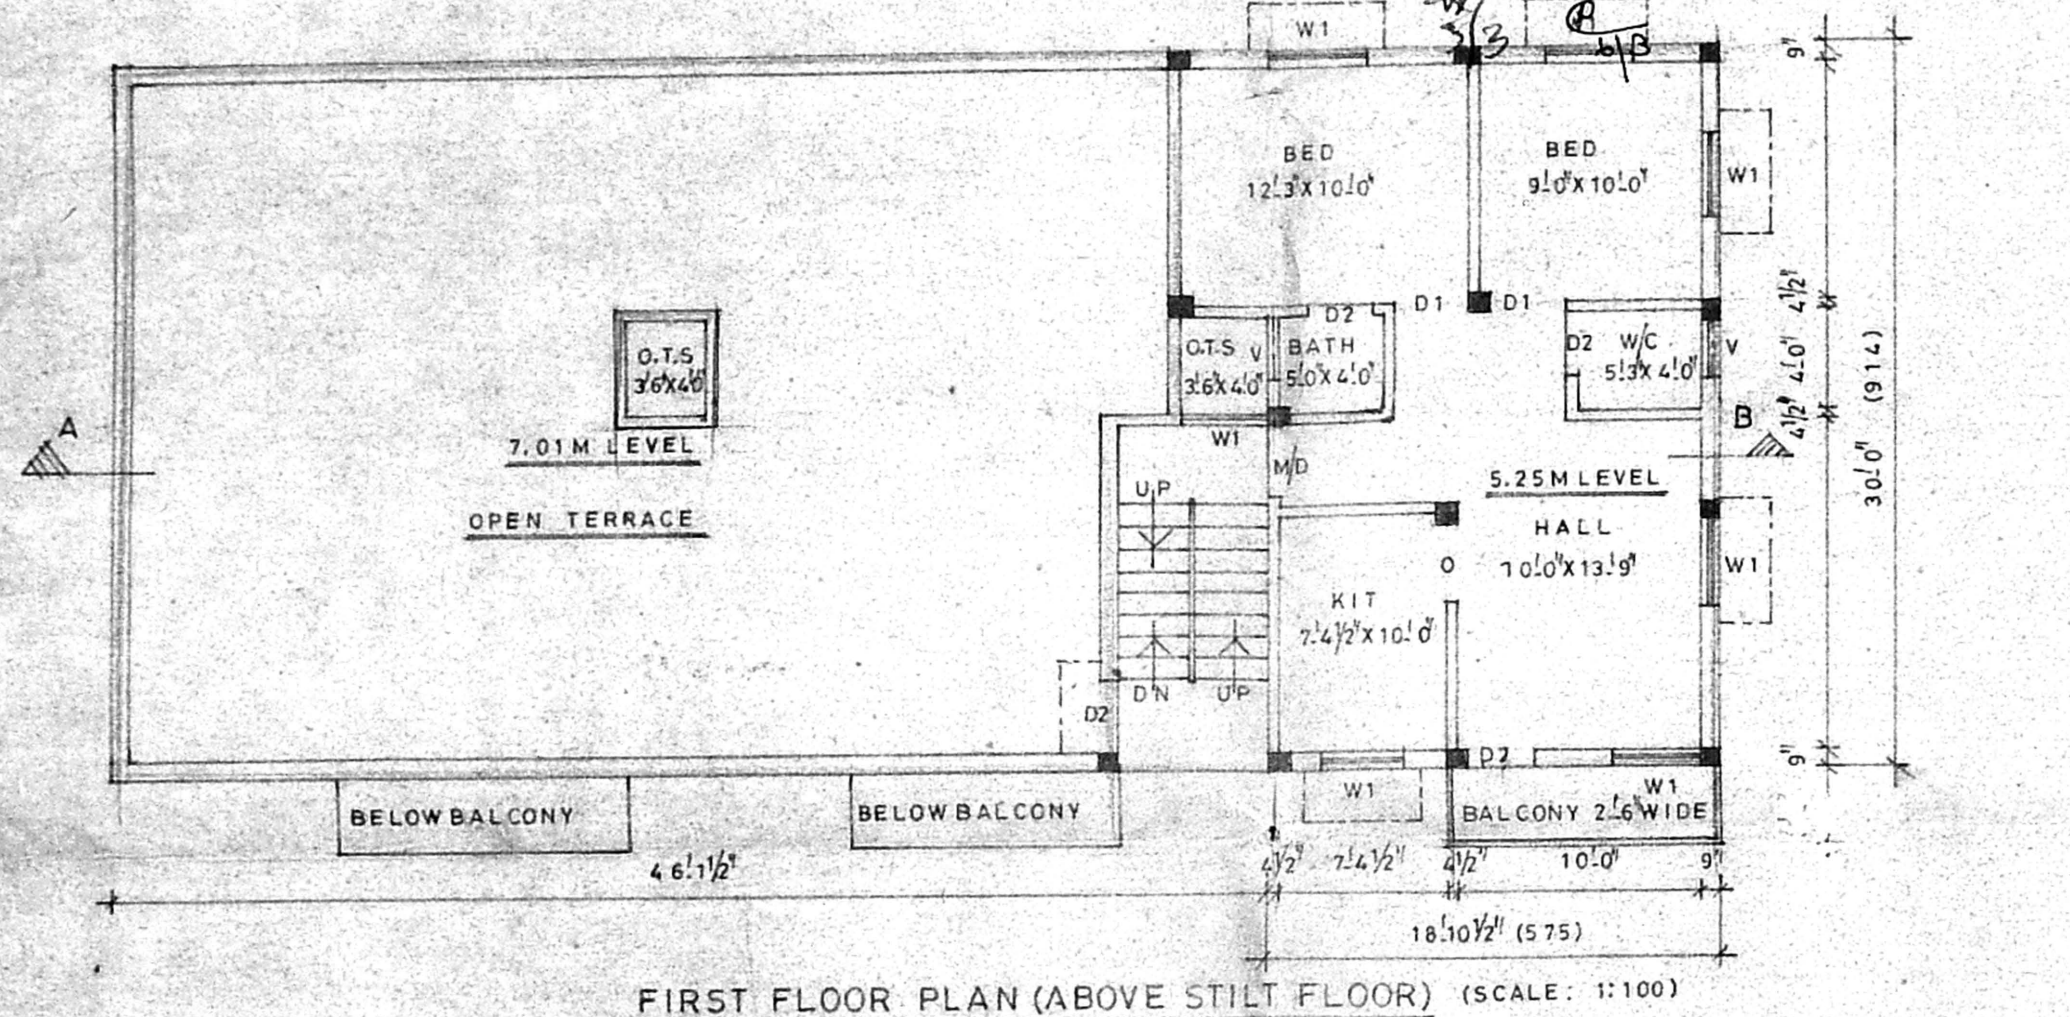 W1
3
3
B
9"
BED
12'-3"X10'-0"
BED
9'-0"X10'-0"
W1
4½"
4'-0"
4½"
30'-0" (914)
D1
D1
D2
O.T.S
3'6"X4'0"
O.T.S
3'6"X4'-0"
V
BATH
5'-0"X4'-0"
D2
W/C
5'-3"X4'-0"
V
A
B
7.01M LEVEL
W1
M/D
5.25M LEVEL
UP
OPEN TERRACE
HALL
10'-0"X13'-9"
O
W1
KIT
7'-4½"X10'-0"
DN
UP
D2
D2
9"
W1
W1
BELOW BALCONY
BELOW BALCONY
BALCONY 2'-6"WIDE
46'-1½"
4½"
7'-4½"
4½"
10'-0"
9"
18'-10½" (575)
FIRST FLOOR PLAN (ABOVE STILT FLOOR) (SCALE: 1:100)